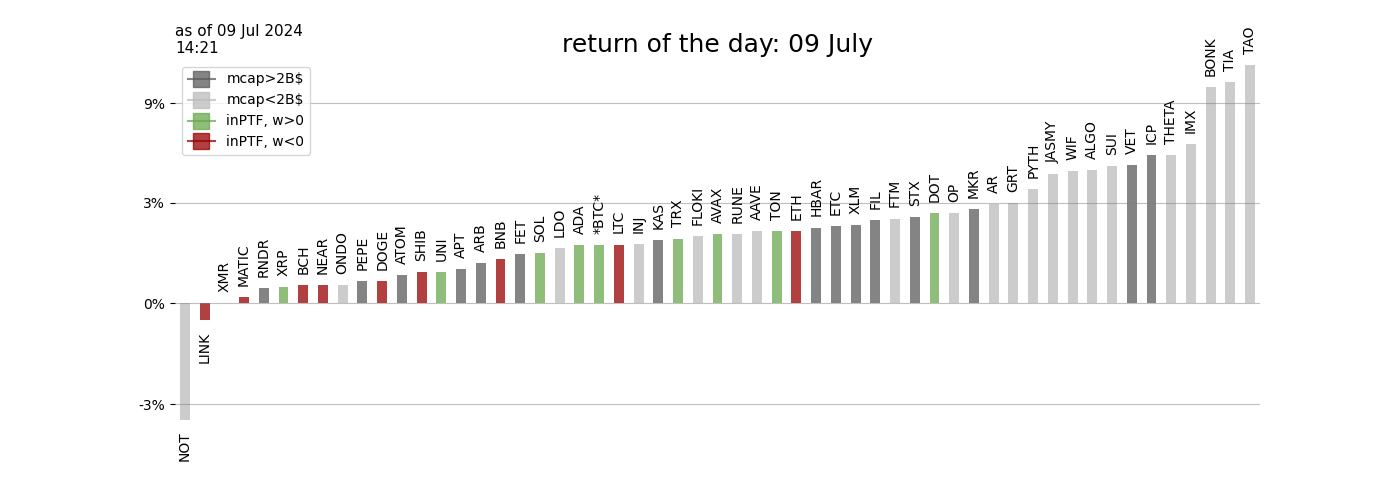 as of 09 Jul 2024
14:21
return of the day: 09 July
mcap>2B$
mcap<2B$
inPTF, w>0
inPTF, w<0
9%
3%
0%
-3%
NOT
LINK
XMR
MATIC
RNDR
XRP
BCH
NEAR
ONDO
PEPE
DOGE
ATOM
SHIB
UNI
APT
ARB
BNB
FET
SOL
LDO
ADA
*BTC*
LTC
INJ
KAS
TRX
FLOKI
AVAX
RUNE
AAVE
TON
ETH
HBAR
ETC
XLM
FIL
FTM
STX
DOT
OP
MKR
AR
GRT
PYTH
JASMY
WIF
ALGO
SUI
VET
ICP
THETA
IMX
BONK
TIA
TAO